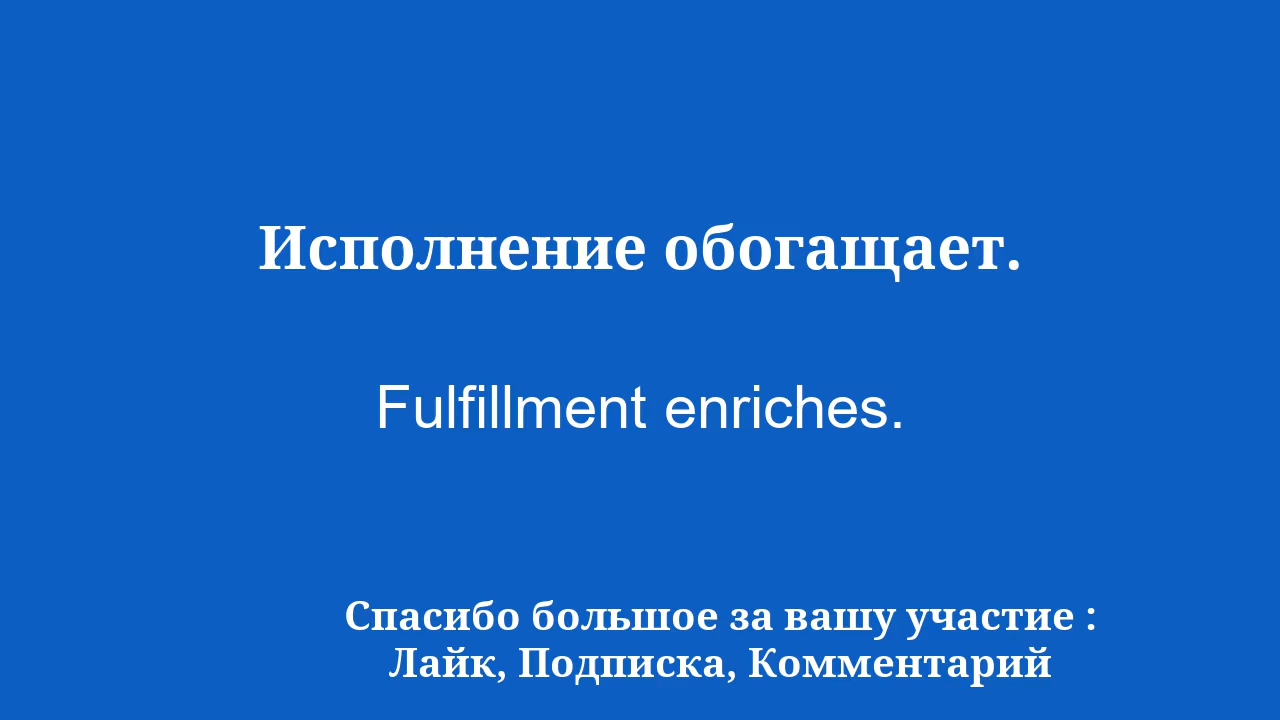 Исполнение обогащает.
Fulfillment enriches.
Спасибо большое за вашу участие :
Лайк, Подписка, Комментарий